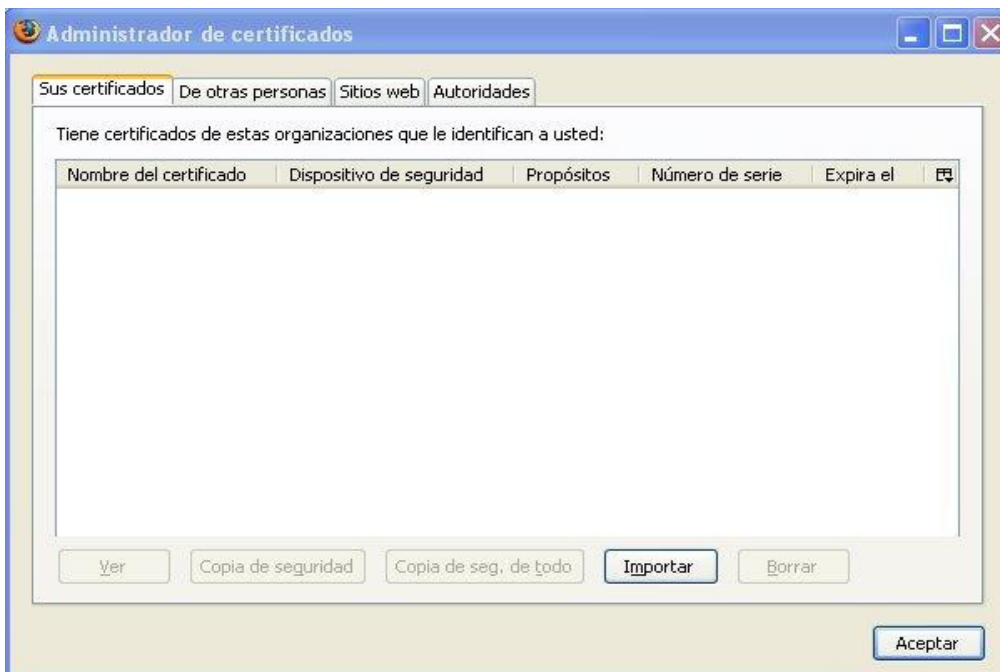 Administrador de certificados
Sus certificados De otras personas Sitios web Autoridades
Tiene certificados de estas organizaciones que le identifican a usted:
Nombre del certificado Dispositivo de seguridad Propósitos Número de serie Expira el
Ver Copia de seguridad Copia de seg. de todo Importar Borrar
Aceptar